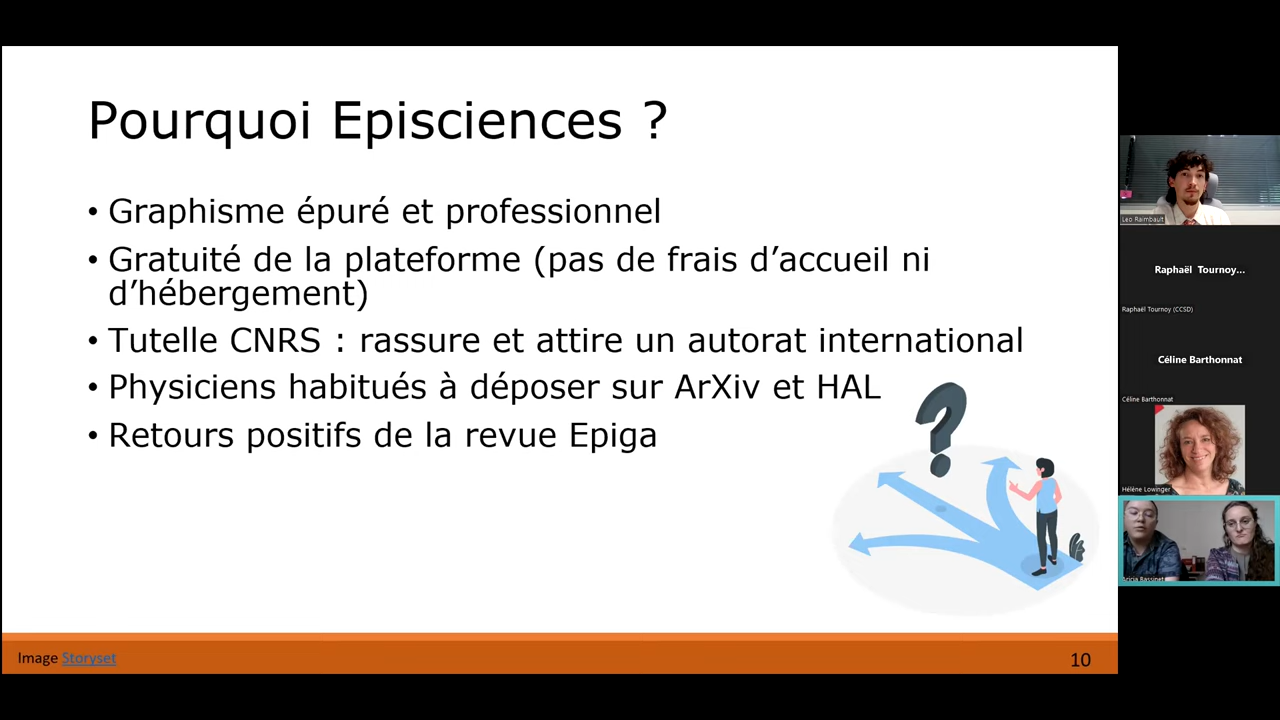 Pourquoi Episciences ?
• Graphisme épuré et professionnel
• Gratuité de la plateforme (pas de frais d'accueil ni
d'hébergement)
• Tutelle CNRS : rassure et attire un autorat international
• Physiciens habitués à déposer sur ArXiv et HAL
• Retours positifs de la revue Epiga
?
Image Storyset
10
Leo Raimbault
Raphaël Tournoy...
Raphaël Tournoy (CCSD)
Céline Barthonnat
Céline Barthonnat
Hélène Lowinger
Aricia Bassinet